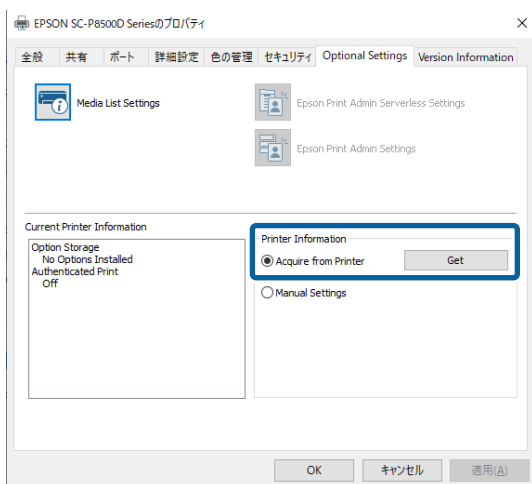 EPSON SC-P8500D Seriesのプロパティ
全般 共有 ポート 詳細設定 色の管理 セキュリティ Optional Settings Version Information
Media List Settings
Epson Print Admin Serverless Settings
Epson Print Admin Settings
Current Printer Information
Option Storage
No Options Installed
Authenticated Print
Off
Printer Information
Acquire from Printer Get
Manual Settings
OK キャンセル 適用(A)